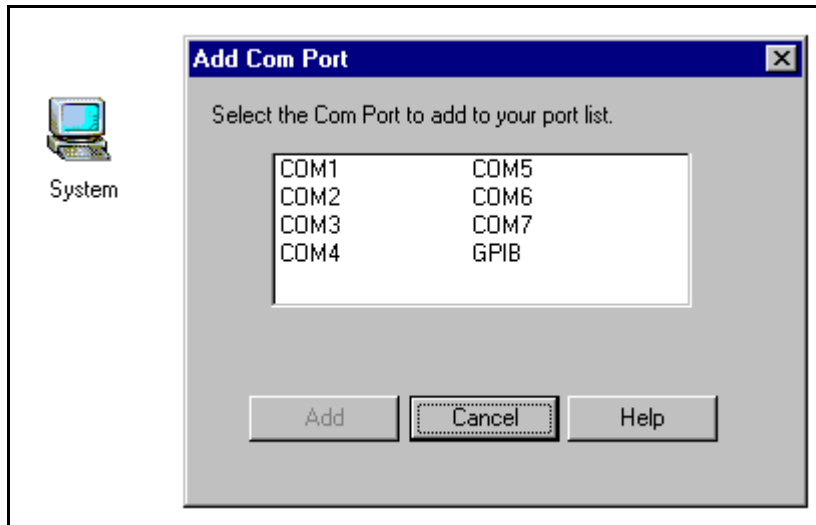 Add Com Port
Select the Com Port to add to your port list.
System
COM1 COM5
COM2 COM6
COM3 COM7
COM4 GPIB
Add Cancel Help